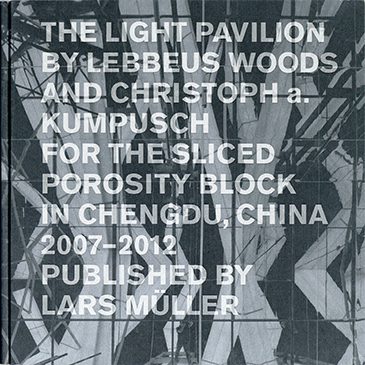 THE LIGHT PAVILION
BY LEBBEUS WOODS
AND CHRISTOPH a.
KUMPUSCH
FOR THE SLICED
POROSITY BLOCK
IN CHENGDU, CHINA
2007–2012
PUBLISHED BY
LARS MÜLLER